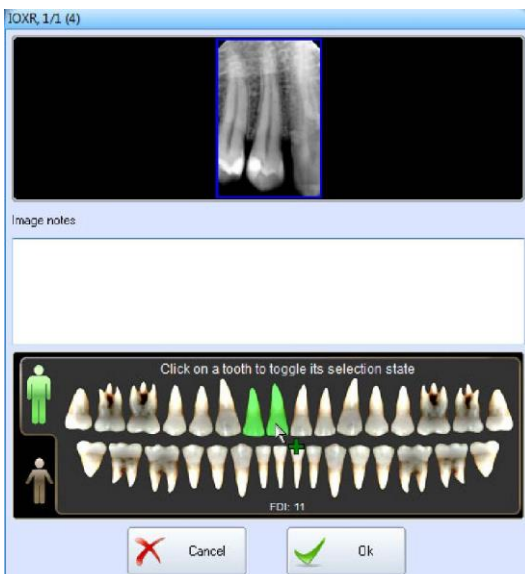 IOXR, 1/1 (4)
Image notes
Click on a tooth to toggle its selection state
FDI: 11
Cancel
Ok